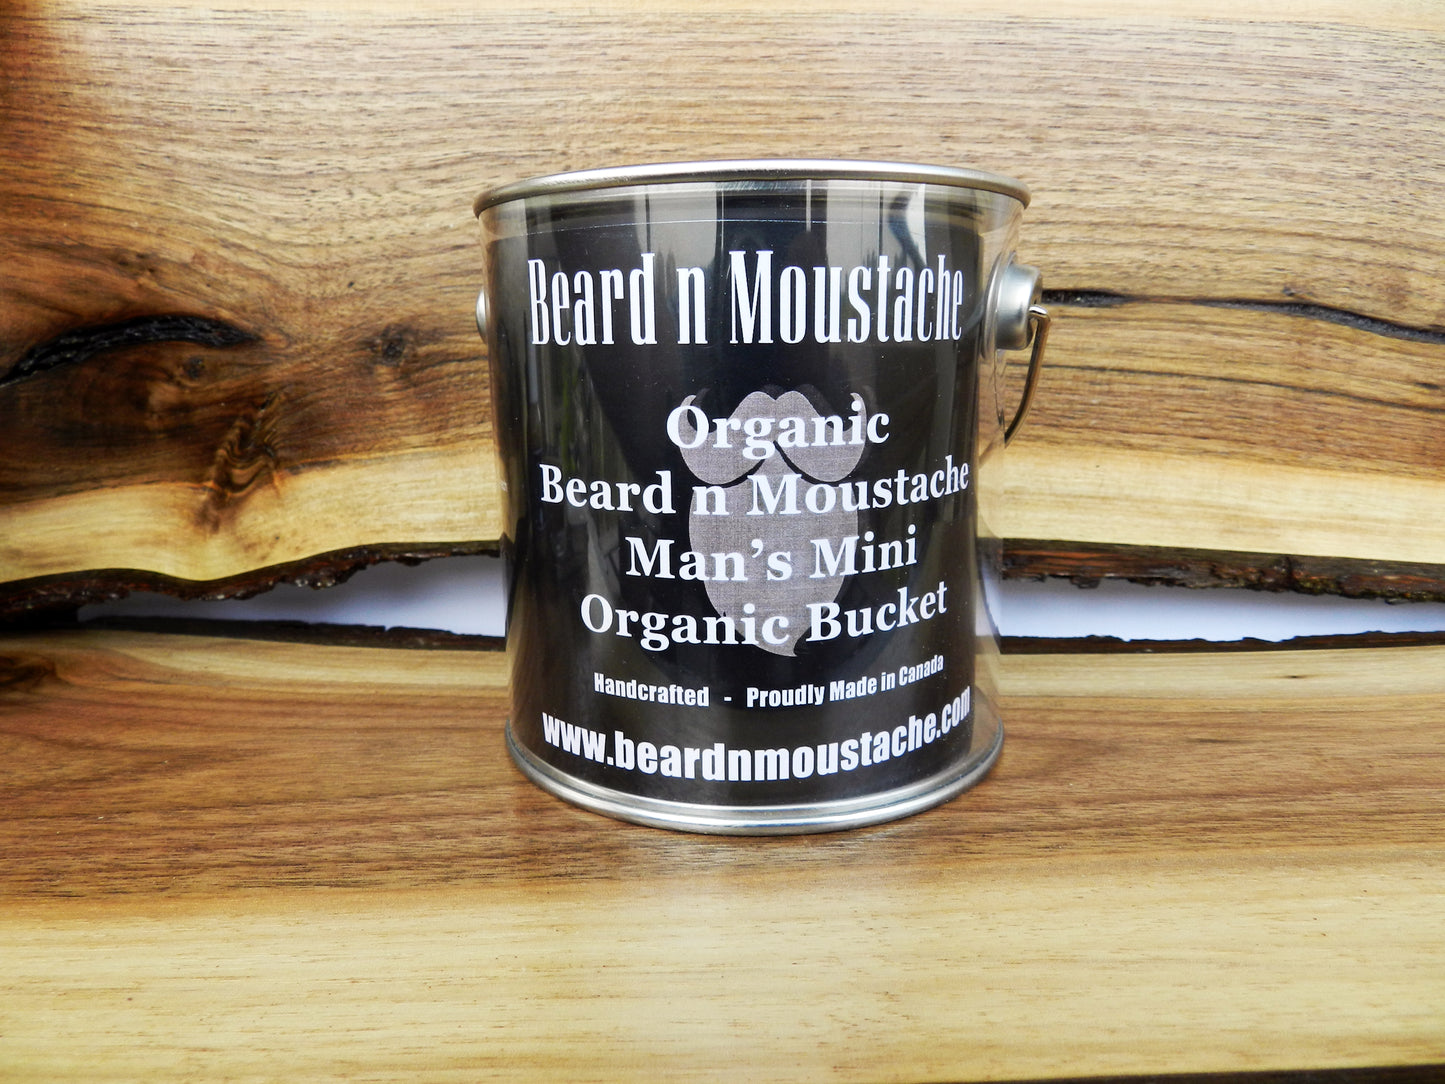 Beard n Moustache
Organic
Beard n Moustache
Man's Mini
Organic Bucket
Handcrafted - Proudly Made in Canada
www.beardnmoustache.com